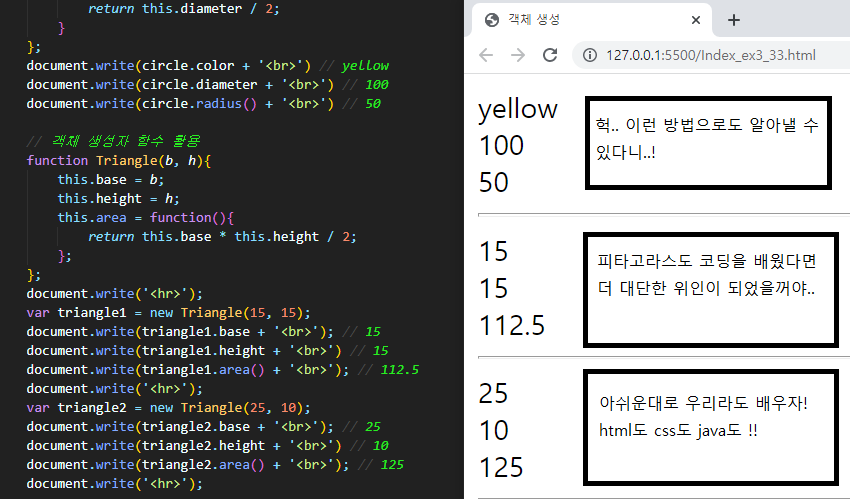 return this.diameter / 2;
}
};
document.write(circle.color + '<br>') // yellow
document.write(circle.diameter + '<br>') // 100
document.write(circle.radius() + '<br>') // 50
// 객체 생성자 함수 활용
function Triangle(b, h){
this.base = b;
this.height = h;
this.area = function(){
return this.base * this.height / 2;
};
};
document.write('<hr>');
var triangle1 = new Triangle(15, 15);
document.write(triangle1.base + '<br>'); // 15
document.write(triangle1.height + '<br>') // 15
document.write(triangle1.area() + '<br>'); // 112.5
document.write('<hr>');
var triangle2 = new Triangle(25, 10);
document.write(triangle2.base + '<br>'); // 25
document.write(triangle2.height + '<br>') // 10
document.write(triangle2.area() + '<br>'); // 125
document.write('<hr>');
객체 생성
127.0.0.1:5500/Index_ex3_33.html
yellow
100
50
헉.. 이런 방법으로도 알아낼 수
있다니..!
15
15
112.5
피타고라스도 코딩을 배웠다면
더 대단한 위인이 되었을꺼야..
25
10
125
아쉬운대로 우리라도 배우자!
html도 css도 java도 !!